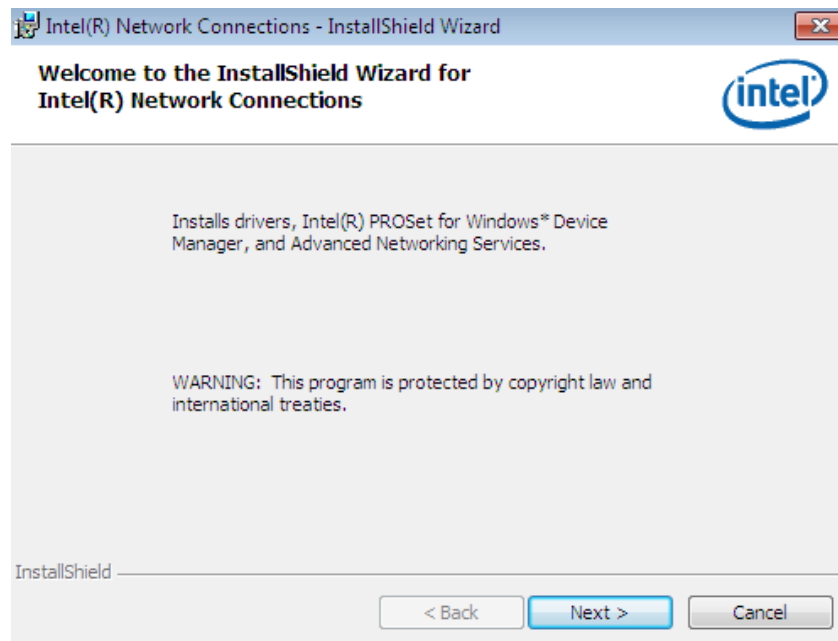 Intel(R) Network Connections - InstallShield Wizard
Welcome to the InstallShield Wizard for
Intel(R) Network Connections
intel
Installs drivers, Intel(R) PROSet for Windows* Device
Manager, and Advanced Networking Services.
WARNING:  This program is protected by copyright law and
international treaties.
InstallShield
< Back
Next >
Cancel